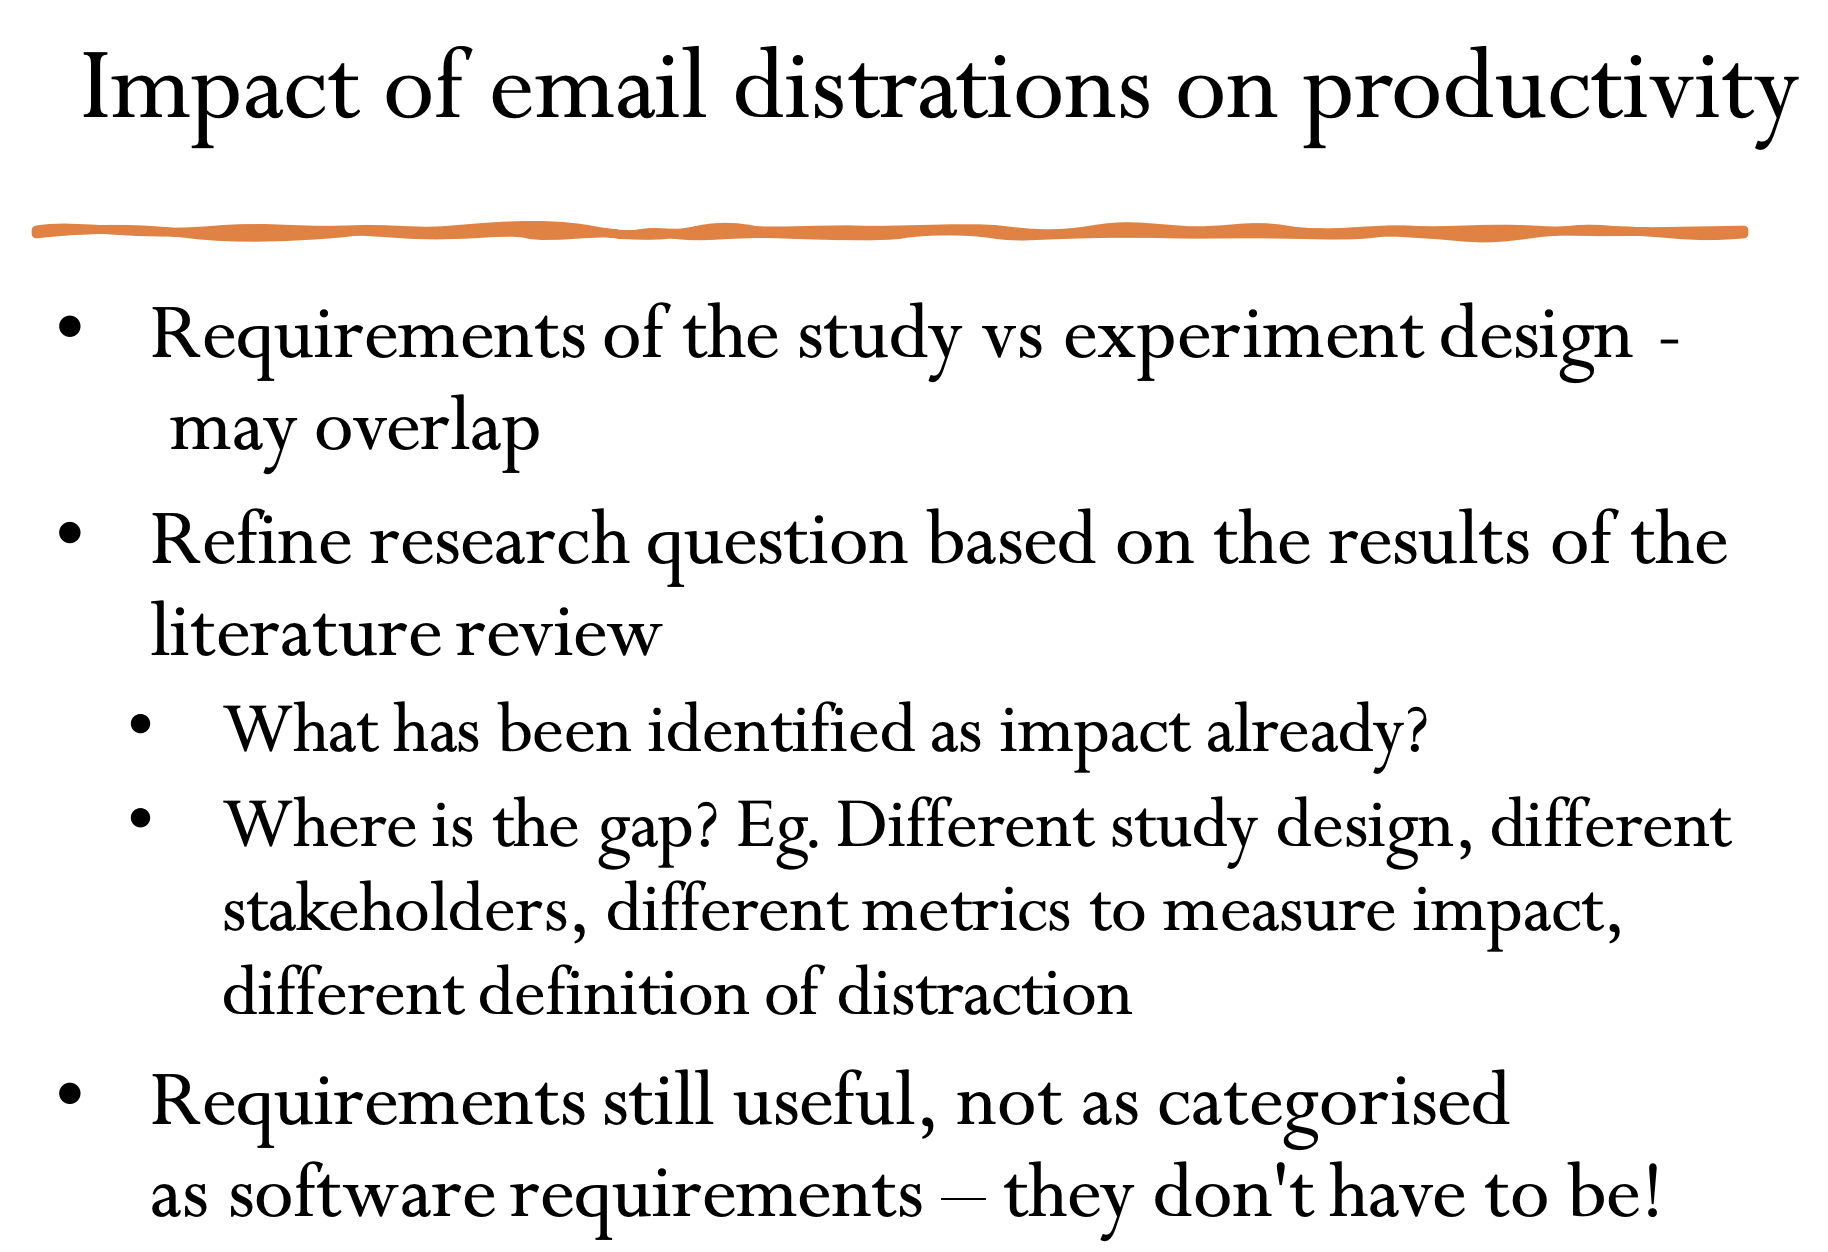 Impact of email distrations on productivity
• Requirements of the study vs experiment design -
may overlap
• Refine research question based on the results of the
literature review
• What has been identified as impact already?
• Where is the gap? Eg. Different study design, different
stakeholders, different metrics to measure impact,
different definition of distraction
• Requirements still useful, not as categorised
as software requirements – they don't have to be!